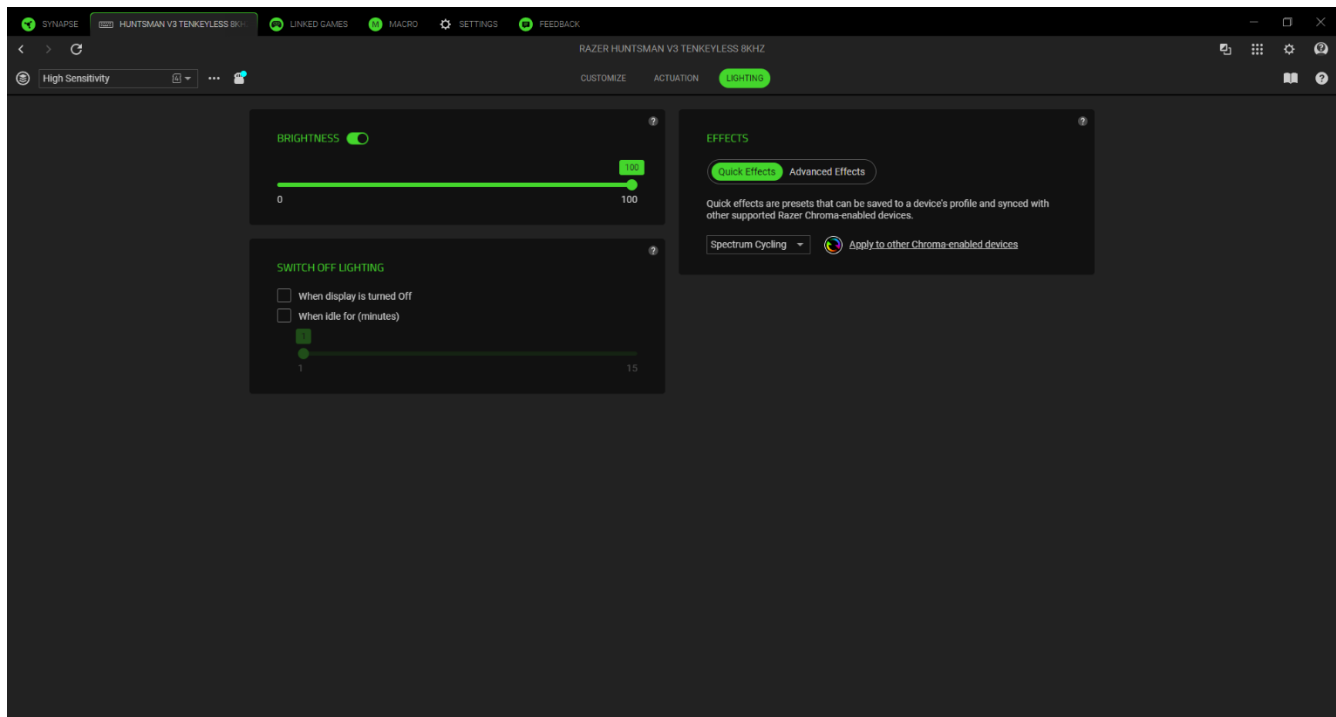 SYNAPSE HUNTSMAN V3 TENKEYLESS 8KH LINKED GAMES M MACRO SETTINGS FEEDBACK
RAZER HUNTSMAN V3 TENKEYLESS 8KHZ
High Sensitivity CUSTOMIZE ACTUATION LIGHTING ?
BRIGHTNESS ?
100
0 100
SWITCH OFF LIGHTING ?
When display is turned Off
When idle for (minutes)
1
1 15
EFFECTS ?
Quick Effects Advanced Effects
Quick effects are presets that can be saved to a device's profile and synced with
other supported Razer Chroma-enabled devices.
Spectrum Cycling Apply to other Chroma-enabled devices